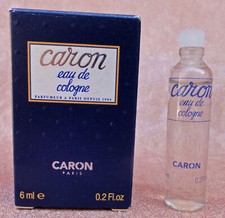 caron
eau de
cologne
PARFUMEUR A PARIS DEPUIS 1904
CARON
PARIS
6 ml e
0.2 Fl.oz
caron
eau de
cologne
CARON